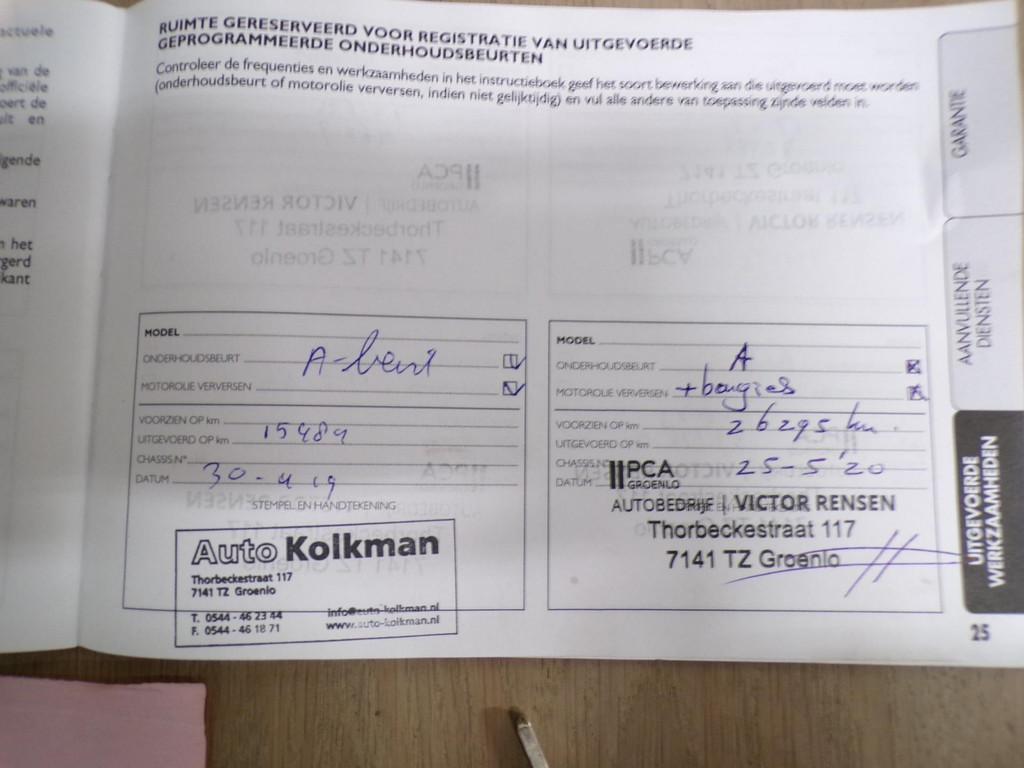 RUIMTE GERESERVEERD VOOR REGISTRATIE VAN UITGEVOERDE
GEPROGRAMMEERDE ONDERHOUDSBEURTEN
Controleer de frequenties en werkzaamheden in het instructieboek geef het soort bewerking aan die uitgevoerd moet worden
(onderhoudsbeurt of motorolie verversen, indien niet gelijktijdig) en vul alle andere van toepassing zijnde velden in.
actuele
van de
officiële
oert de
ult en
gende
waren
het
gerd
kant
MODEL
ONDERHOUDSBEURT A-beurt
MOTOROLIE VERVERSEN
VOORZIEN OP km
UITGEVOERD OP km 15989
CHASSIS.N°
DATUM 30-4 19
STEMPEL EN HANDTEKENING
Auto Kolkman
Thorbeckestraat 117
7141 TZ Groenlo
T. 0544 - 46 23 44 info@auto-kolkman.nl
F. 0544 - 46 18 71 www.auto-kolkman.nl
MODEL
ONDERHOUDSBEURT A
MOTOROLIE VERVERSEN + bougies
VOORZIEN OP km 26295 km.
UITGEVOERD OP km
CHASSIS.N° 25-5'20
DATUM
PCA
GROENLO
AUTOBEDRIJF | VICTOR RENSEN
Thorbeckestraat 117
7141 TZ Groenlo
GARANTIE
AANVULLENDE
DIENSTEN
UITGEVOERDE
WERKZAAMHEDEN
25